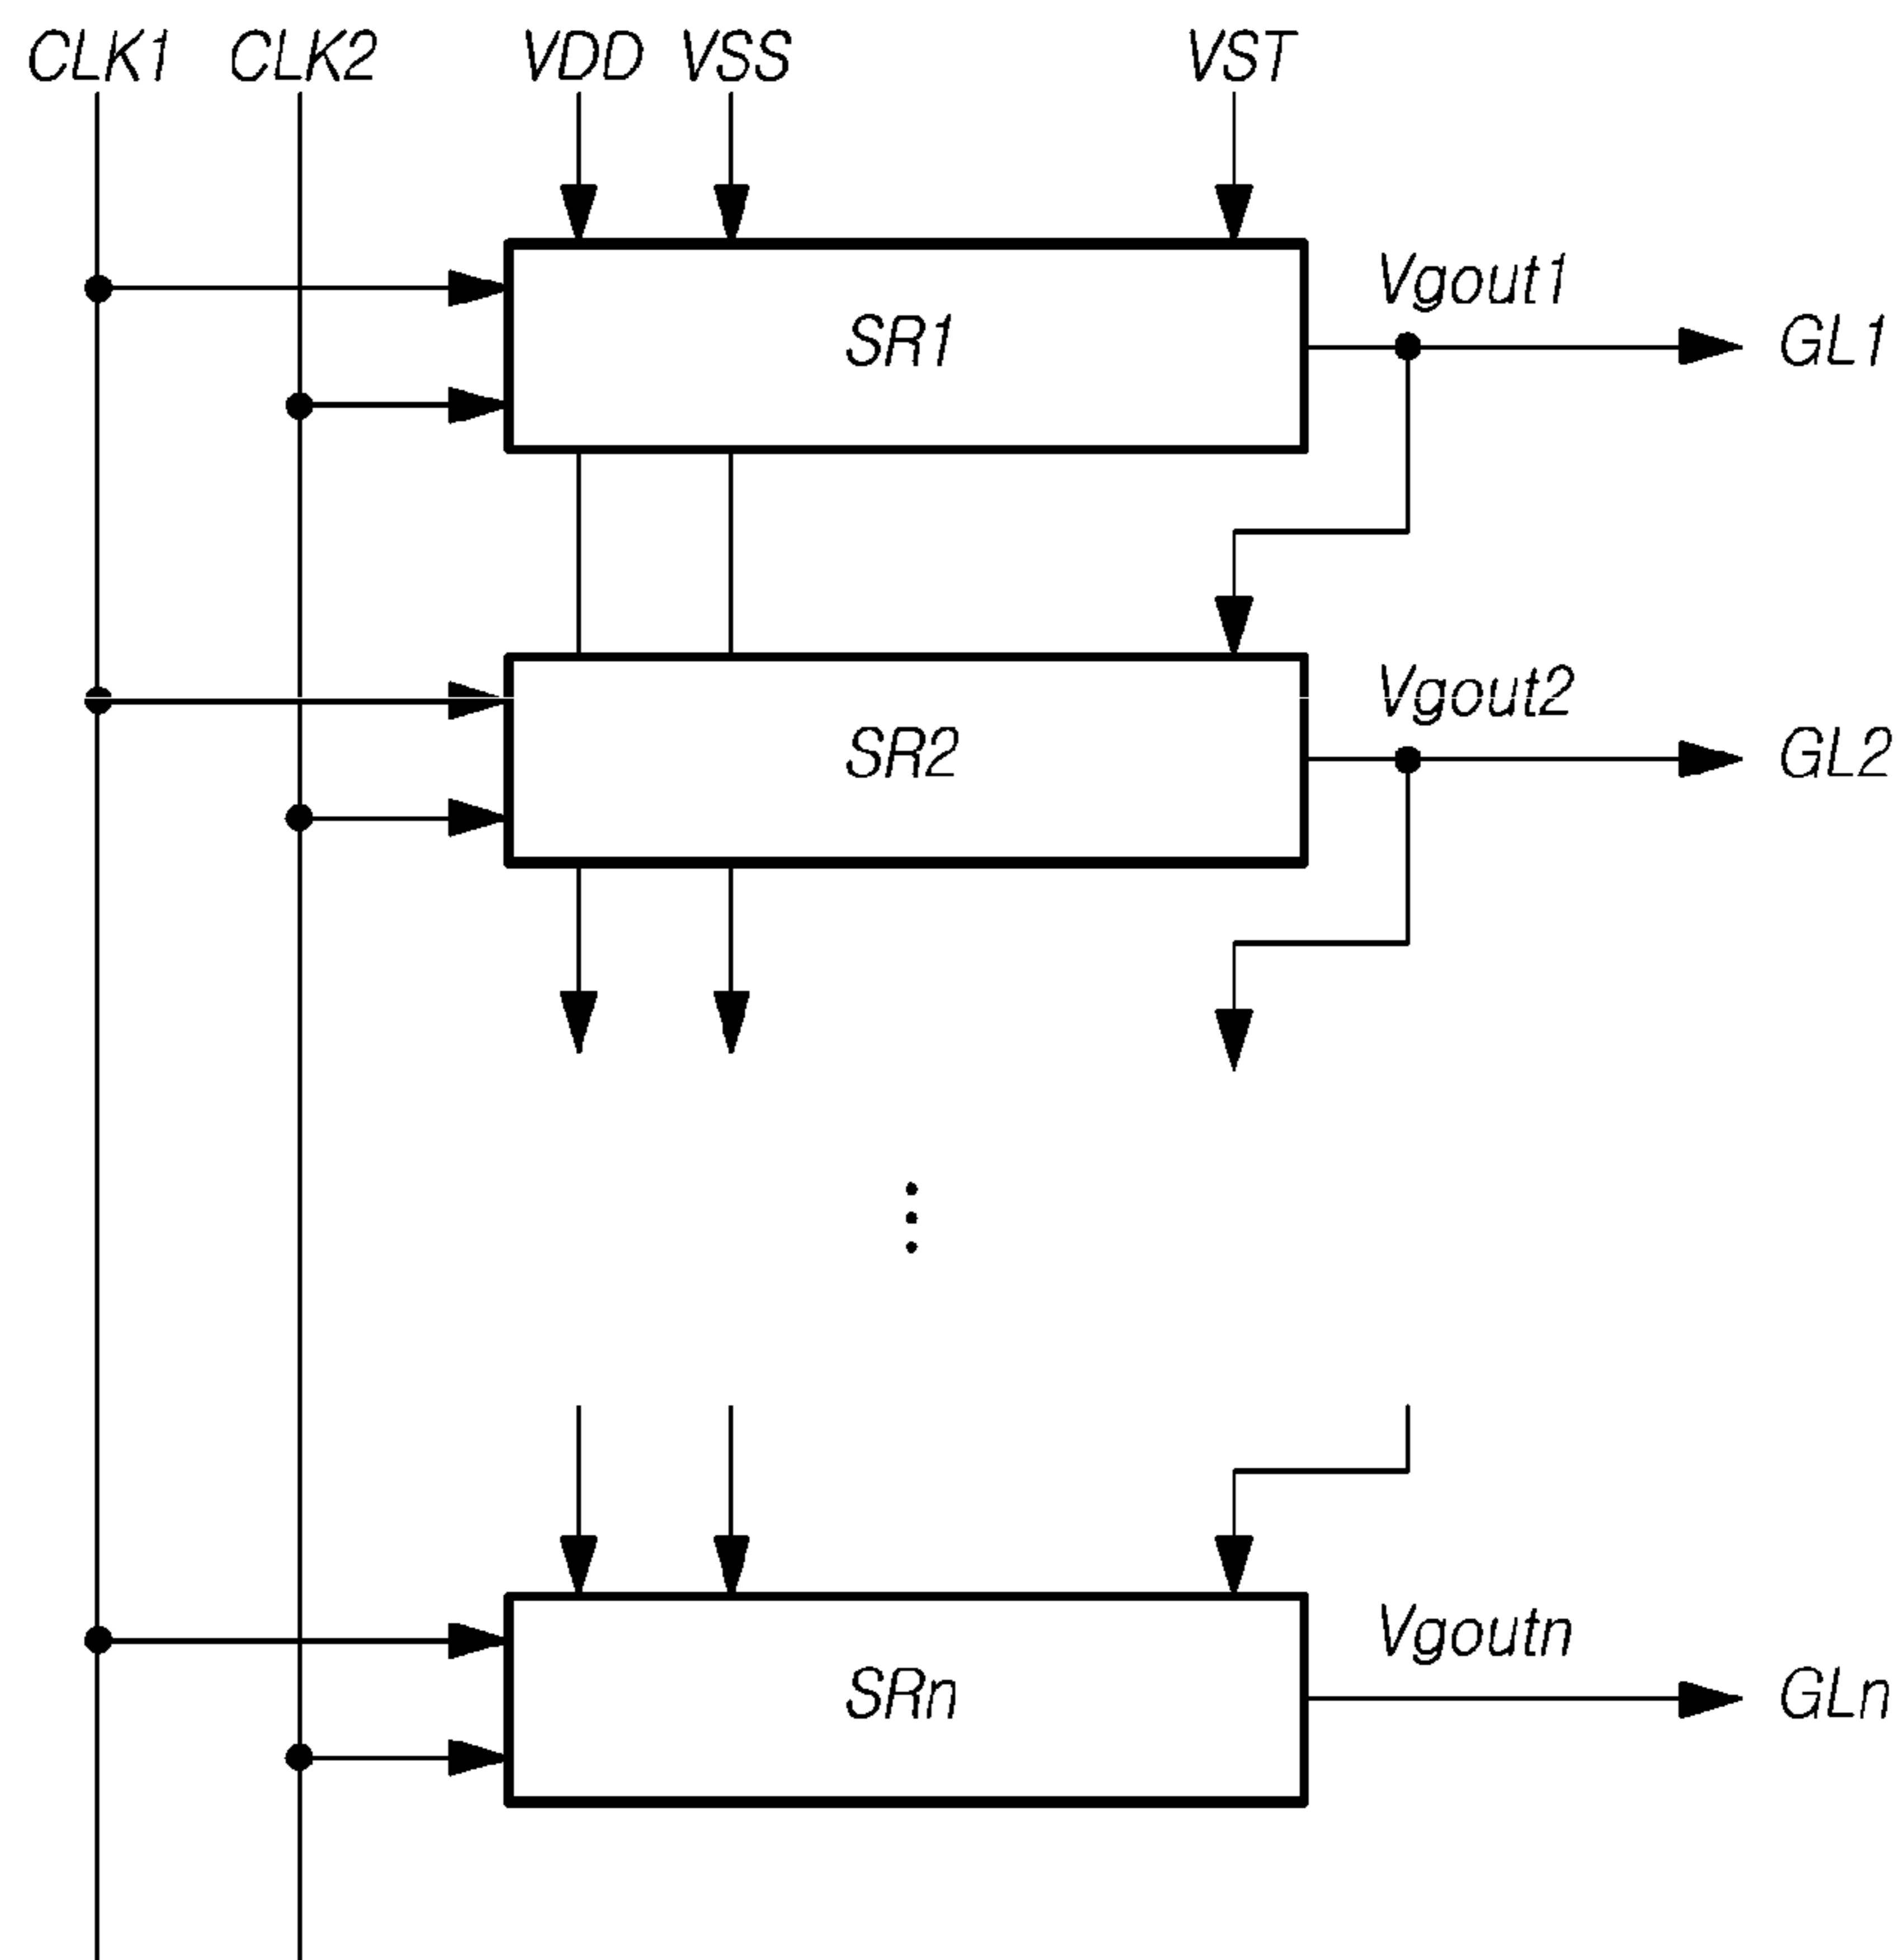 CLK1 CLK2 VDD VSS VST
Vgout1
SR1 GL1
Vgout2
SR2 GL2
Vgoutn
SRn GLn